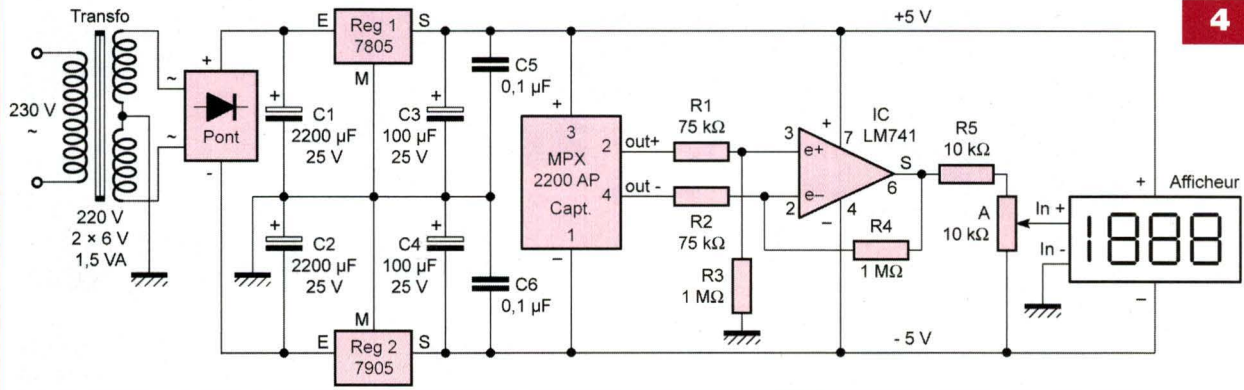 4
Transfo
230 V
~
220 V
2 × 6 V
1,5 VA
~
~
+
Pont
-
E
Reg 1
7805
S
M
+
C1
2200 µF
25 V
+
C3
100 µF
25 V
C5
0,1 µF
+
C2
2200 µF
25 V
+
C4
100 µF
25 V
C6
0,1 µF
M
E
Reg 2
7905
S
+
3
MPX
2200 AP
Capt.
1
–
2
4
out+
out -
R1
75 kΩ
R2
75 kΩ
R3
1 MΩ
+5 V
IC
LM741
+
7
3
e+
e–
2
S
6
4
–
R4
1 MΩ
R5
10 kΩ
A
10 kΩ
- 5 V
+
Afficheur
In +
In -
1888
–